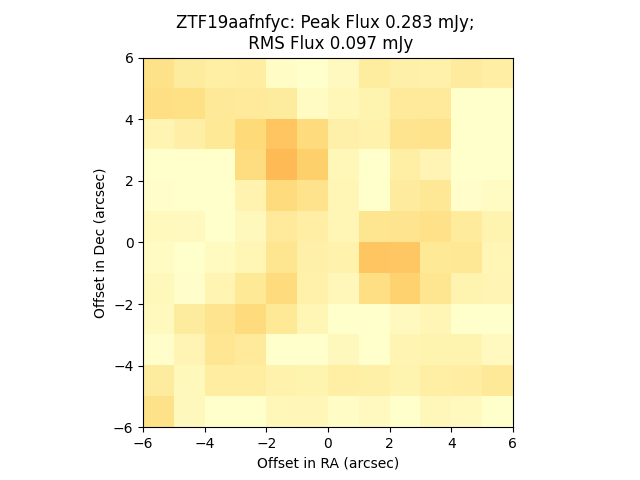 ZTF19aafnfyc: Peak Flux 0.283 mJy;
RMS Flux 0.097 mJy
6
4
2
0
−2
−4
−6
Offset in Dec (arcsec)
−6 −4 −2 0 2 4 6
Offset in RA (arcsec)